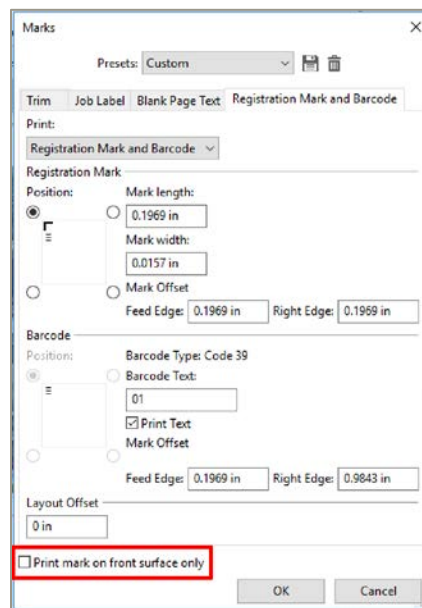 Marks
Presets: Custom
Trim Job Label Blank Page Text Registration Mark and Barcode
Print:
Registration Mark and Barcode
Registration Mark
Position: Mark length:
0.1969 in
Mark width:
0.0157 in
Mark Offset
Feed Edge: 0.1969 in Right Edge: 0.1969 in
Barcode
Position: Barcode Type: Code 39
Barcode Text:
01
Print Text
Mark Offset
Feed Edge: 0.1969 in Right Edge: 0.9843 in
Layout Offset
0 in
Print mark on front surface only
OK Cancel